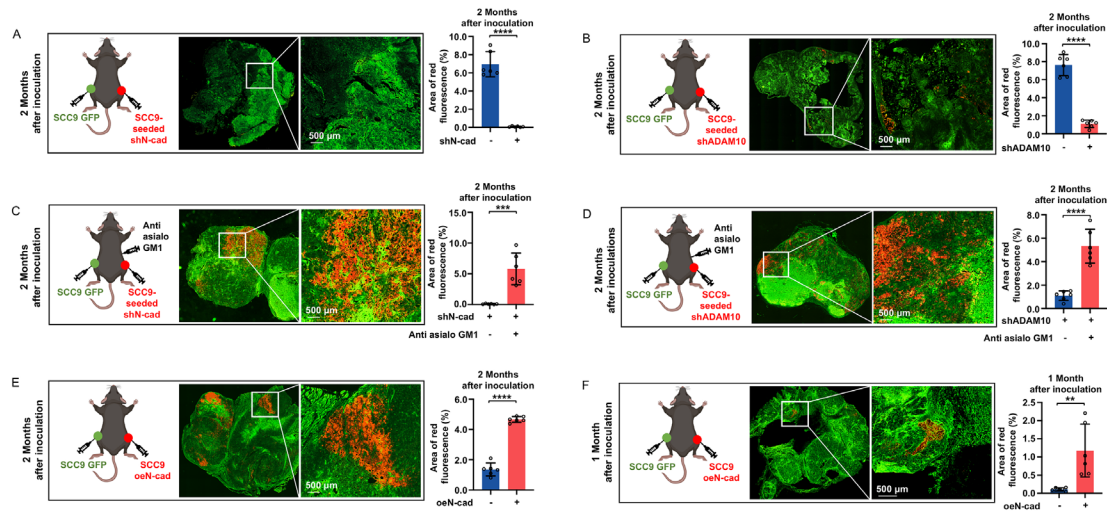 A
2 Months
after inoculation
SCC9 GFP
SCC9-
seeded
shN-cad
500 μm
2 Months
after inoculation
****
Area of red
fluorescence (%)
10.0
8.0
6.0
4.0
2.0
0.0
shN-cad
- +
B
2 Months
after inoculation
SCC9 GFP
SCC9-
seeded
shADAM10
500 μm
2 Months
after inoculation
****
Area of red
fluorescence (%)
10.0
8.0
6.0
4.0
2.0
0.0
shADAM10
- +
C
2 Months
after inoculation
Anti
asialo
GM1
SCC9 GFP
SCC9-
seeded
shN-cad
500 μm
2 Months
after inoculation
***
Area of red
fluorescence (%)
15.0
10.0
5.0
0.0
shN-cad + +
Anti asialo GM1 - +
D
2 Months
after inoculations
Anti
asialo
GM1
SCC9 GFP
SCC9-
seeded
shADAM10
500 μm
2 Months
after inoculation
****
Area of red
fluorescence (%)
8.0
6.0
4.0
2.0
0.0
shADAM10 + +
Anti asialo GM1 - +
E
2 Months
after inoculation
SCC9 GFP
SCC9
oeN-cad
500 μm
2 Months
after inoculation
****
Area of red
fluorescence (%)
6.0
4.0
2.0
0.0
oeN-cad - +
F
1 Month
after inoculation
SCC9 GFP
SCC9
oeN-cad
500 μm
1 Month
after inoculation
**
Area of red
fluorescence (%)
2.5
2.0
1.5
1.0
0.5
0.0
oeN-cad - +